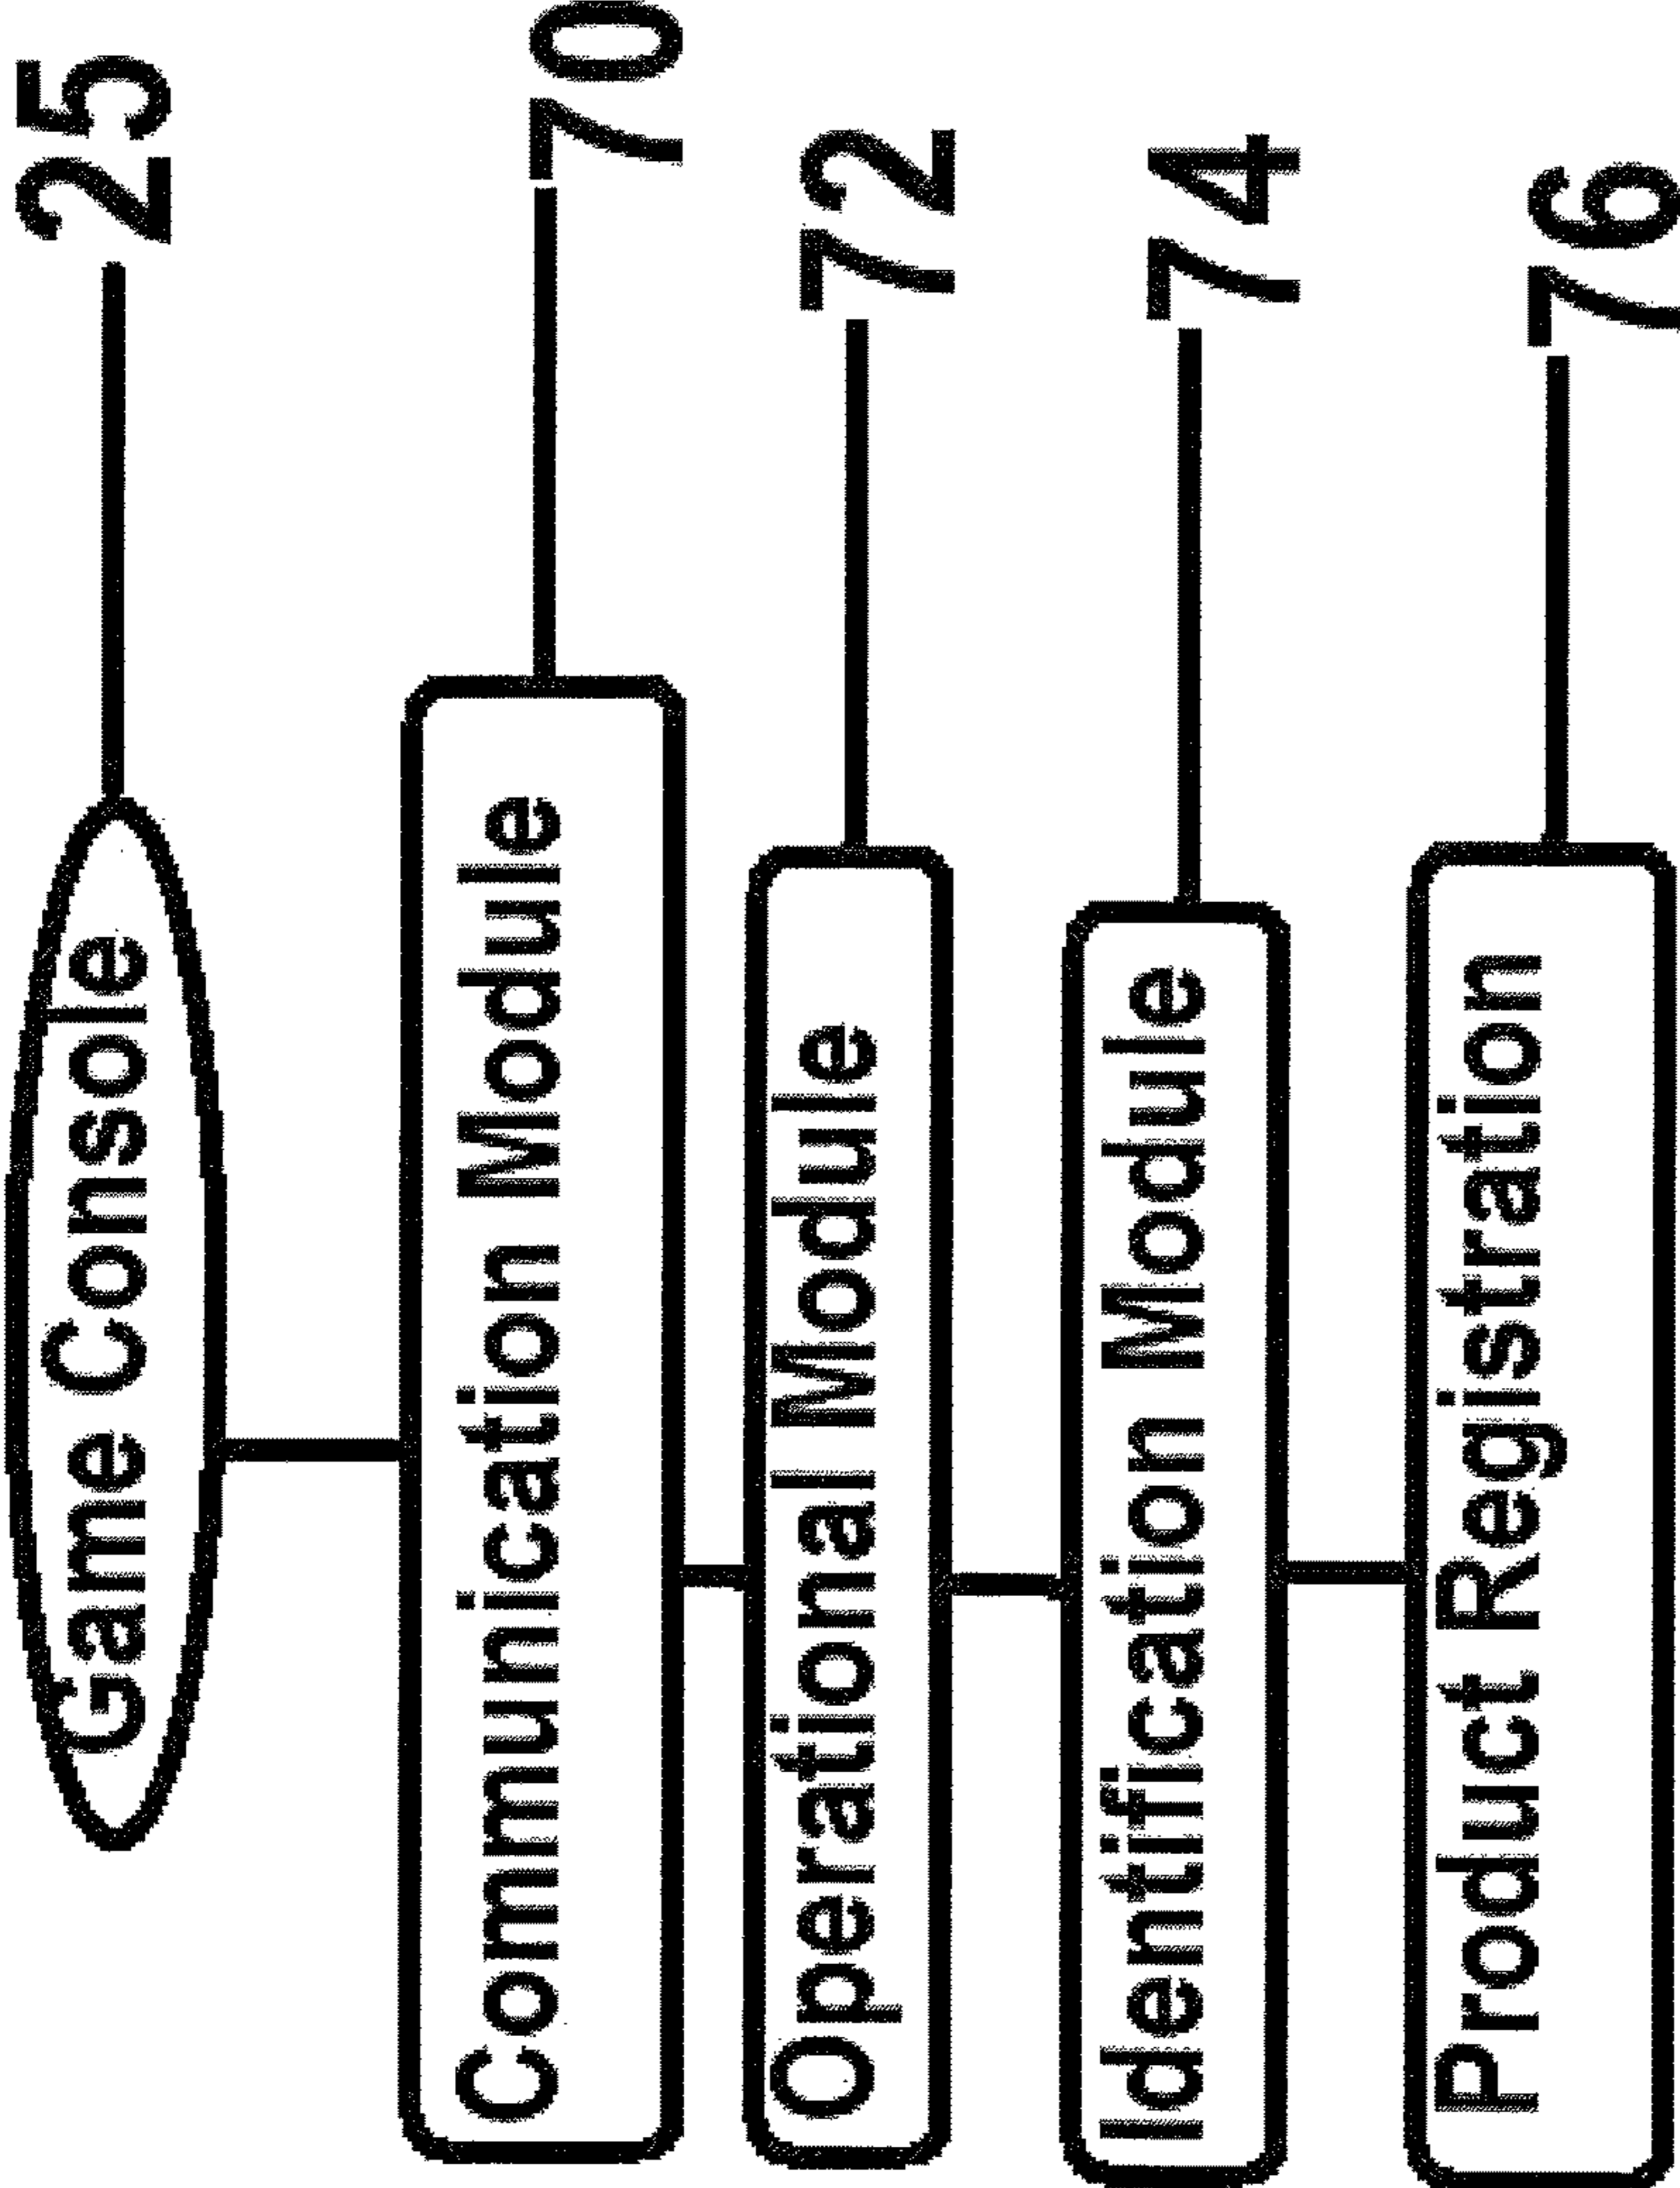 Game Console 25
Communication Module 70
Operational Module 72
Identification Module 74
Product Registration 76